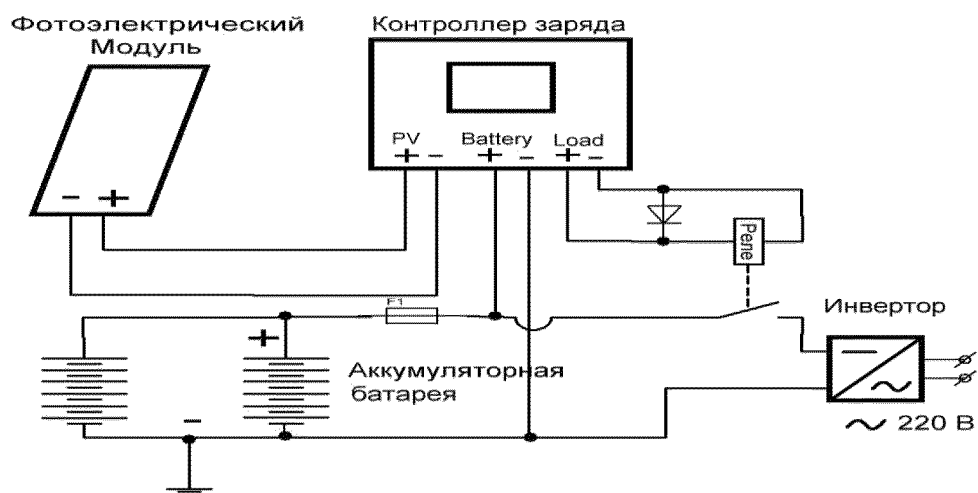 Фотоэлектрический
Модуль
Контроллер заряда
PV Battery Load
+ - + - + -
- +
Реле
F1
Инвертор
+
Аккумуляторная
батарея
-
~ 220 В